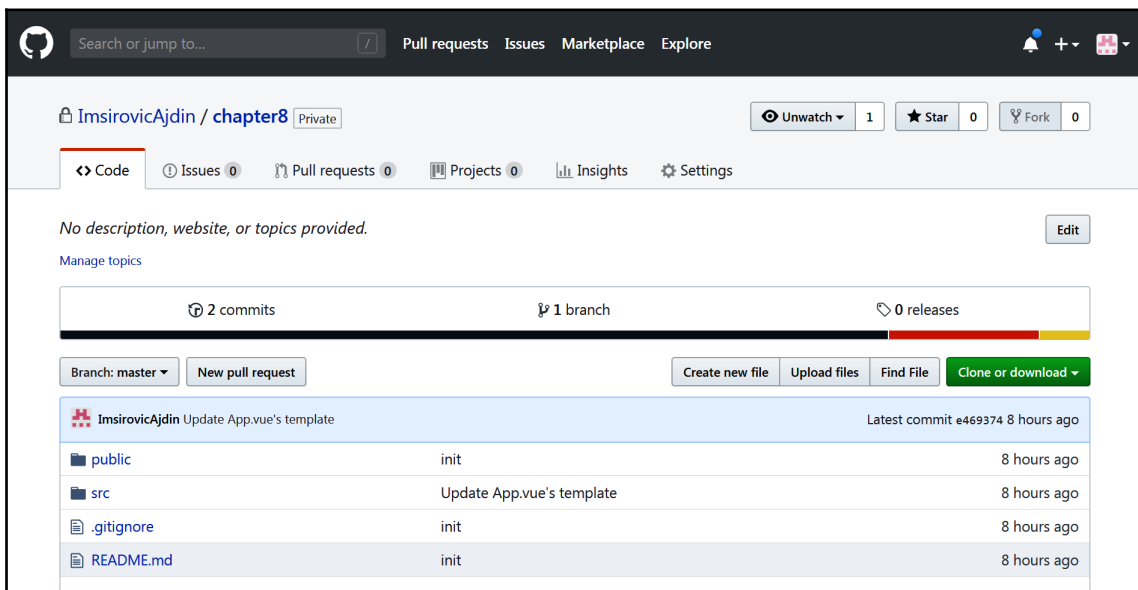 Search or jump to... / Pull requests Issues Marketplace Explore
ImsirovicAjdin / chapter8 Private Unwatch 1 Star 0 Fork 0
Code Issues 0 Pull requests 0 Projects 0 Insights Settings
No description, website, or topics provided. Edit
Manage topics
2 commits 1 branch 0 releases
Branch: master New pull request Create new file Upload files Find File Clone or download
ImsirovicAjdin Update App.vue's template Latest commit e469374 8 hours ago
public init 8 hours ago
src Update App.vue's template 8 hours ago
.gitignore init 8 hours ago
README.md init 8 hours ago